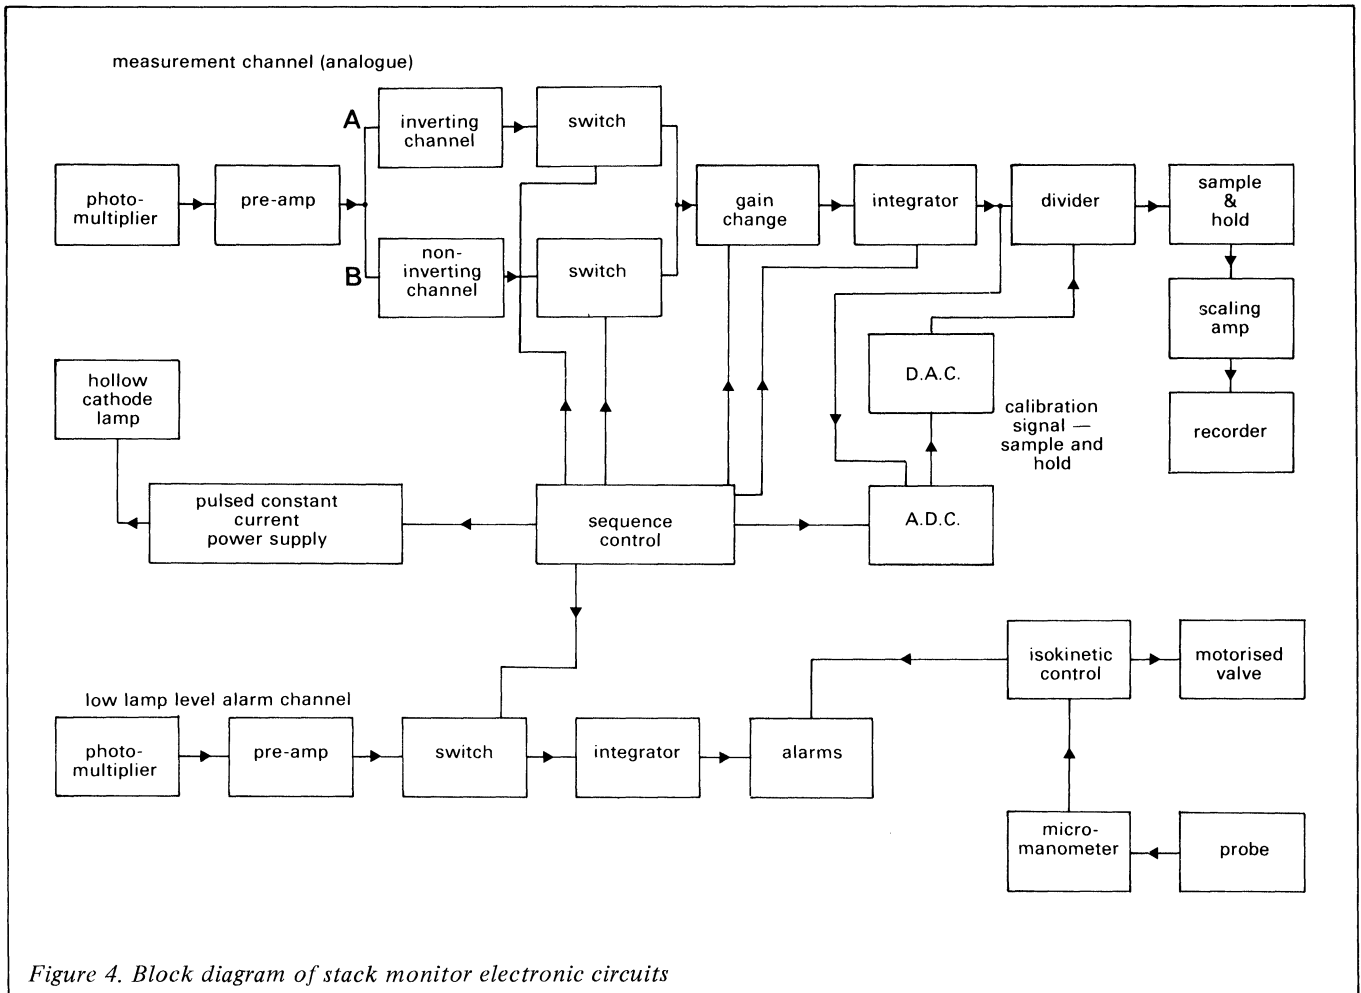 measurement channel (analogue)
A
inverting
channel
switch
photo-
multiplier
pre-amp
B
non-
inverting
channel
switch
gain
change
integrator
divider
sample
&
hold
scaling
amp
recorder
hollow
cathode
lamp
D.A.C.
calibration
signal —
sample and
hold
pulsed constant
current
power supply
sequence
control
A.D.C.
low lamp level alarm channel
photo-
multiplier
pre-amp
switch
integrator
alarms
isokinetic
control
motorised
valve
micro-
manometer
probe
Figure 4. Block diagram of stack monitor electronic circuits